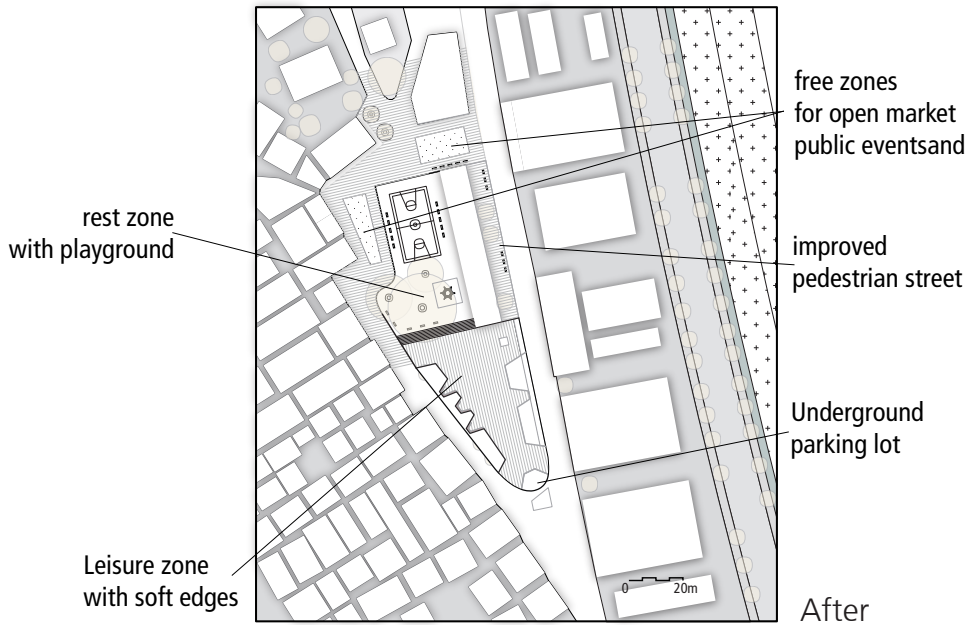 free zones
for open market
public eventsand
rest zone
with playground
improved
pedestrian street
Underground
parking lot
Leisure zone
with soft edges
0 20m
After